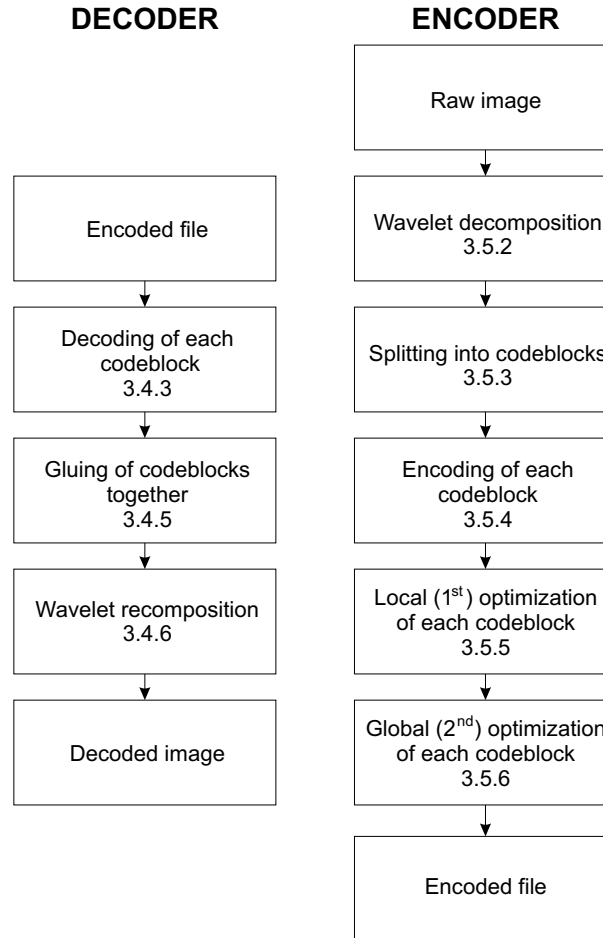 DECODER
Encoded file
Decoding of each
codeblock
3.4.3
Gluing of codeblocks
together
3.4.5
Wavelet recomposition
3.4.6
Decoded image
ENCODER
Raw image
Wavelet decomposition
3.5.2
Splitting into codeblocks
3.5.3
Encoding of each
codeblock
3.5.4
Local (1st) optimization
of each codeblock
3.5.5
Global (2nd) optimization
of each codeblock
3.5.6
Encoded file